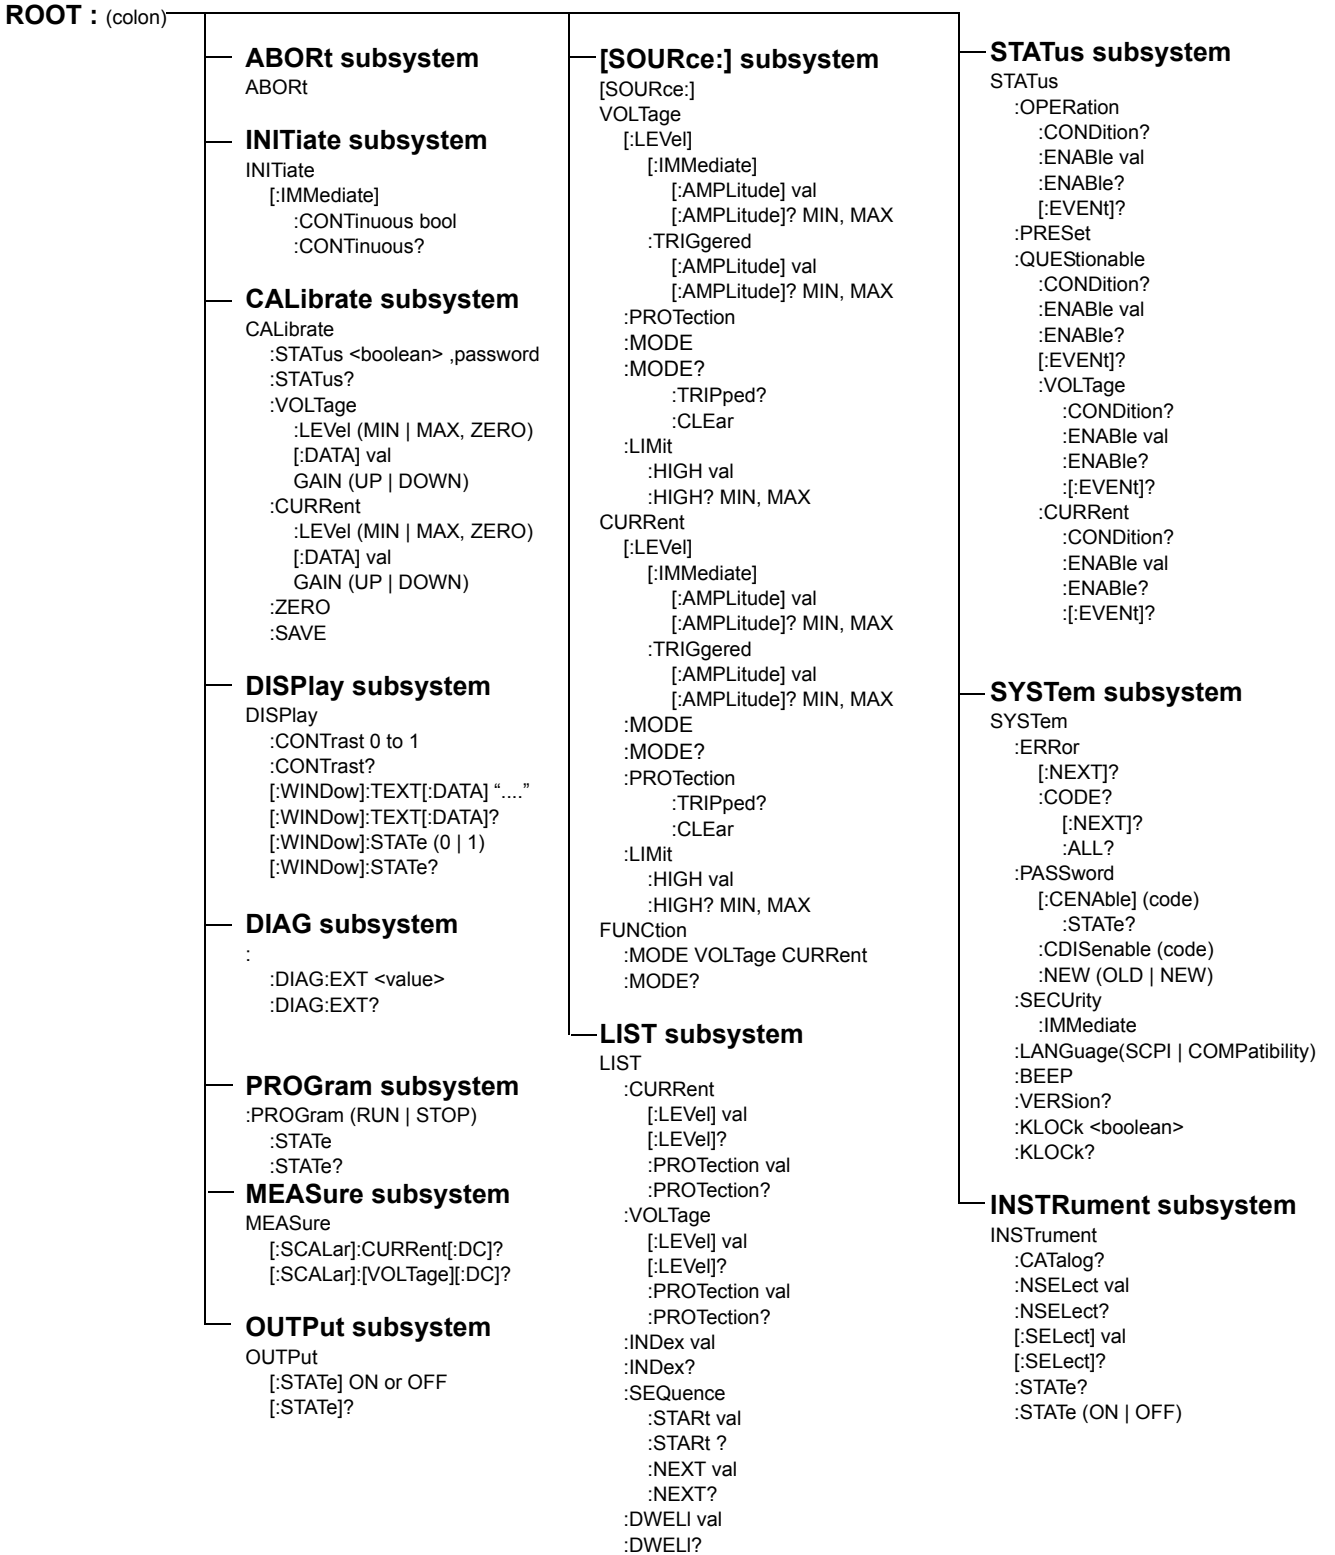 ROOT : (colon)
ABORt subsystem
ABORt
INITiate subsystem
INITiate
[:IMMediate]
:CONTinuous bool
:CONTinuous?
CALibrate subsystem
CALibrate
:STATus <boolean> ,password
:STATus?
:VOLTage
:LEVel (MIN | MAX, ZERO)
[:DATA] val
GAIN (UP | DOWN)
:CURRent
:LEVel (MIN | MAX, ZERO)
[:DATA] val
GAIN (UP | DOWN)
:ZERO
:SAVE
DISPlay subsystem
DISPlay
:CONTrast 0 to 1
:CONTrast?
[:WINDow]:TEXT[:DATA] “....”
[:WINDow]:TEXT[:DATA]?
[:WINDow]:STATe (0 | 1)
[:WINDow]:STATe?
DIAG subsystem
:
:DIAG:EXT <value>
:DIAG:EXT?
PROGram subsystem
:PROGram (RUN | STOP)
:STATe
:STATe?
MEASure subsystem
MEASure
[:SCALar]:CURRent[:DC]?
[:SCALar]:[VOLTage][:DC]?
OUTPut subsystem
OUTPut
[:STATe] ON or OFF
[:STATe]?
[SOURce:] subsystem
[SOURce:]
VOLTage
[:LEVel]
[:IMMediate]
[:AMPLitude] val
[:AMPLitude]? MIN, MAX
:TRIGgered
[:AMPLitude] val
[:AMPLitude]? MIN, MAX
:PROTection
:MODE
:MODE?
:TRIPped?
:CLEar
:LIMit
:HIGH val
:HIGH? MIN, MAX
CURRent
[:LEVel]
[:IMMediate]
[:AMPLitude] val
[:AMPLitude]? MIN, MAX
:TRIGgered
[:AMPLitude] val
[:AMPLitude]? MIN, MAX
:MODE
:MODE?
:PROTection
:TRIPped?
:CLEar
:LIMit
:HIGH val
:HIGH? MIN, MAX
FUNCtion
:MODE VOLTage CURRent
:MODE?
LIST subsystem
LIST
:CURRent
[:LEVel] val
[:LEVel]?
:PROTection val
:PROTection?
:VOLTage
[:LEVel] val
[:LEVel]?
:PROTection val
:PROTection?
:INDex val
:INDex?
:SEQuence
:STARt val
:STARt ?
:NEXT val
:NEXT?
:DWELl val
:DWELl?
STATus subsystem
STATus
:OPERation
:CONDition?
:ENABle val
:ENABle?
[:EVENt]?
:PRESet
:QUEStionable
:CONDition?
:ENABle val
:ENABle?
[:EVENt]?
:VOLTage
:CONDition?
:ENABle val
:ENABle?
:[:EVENt]?
:CURRent
:CONDition?
:ENABle val
:ENABle?
:[:EVENt]?
SYSTem subsystem
SYSTem
:ERRor
[:NEXT]?
:CODE?
[:NEXT]?
:ALL?
:PASSword
[:CENAble] (code)
:STATe?
:CDISenable (code)
:NEW (OLD | NEW)
:SECUrity
:IMMediate
:LANGuage(SCPI | COMPatibility)
:BEEP
:VERSion?
:KLOCk <boolean>
:KLOCk?
INSTRument subsystem
INSTrument
:CATalog?
:NSELect val
:NSELect?
[:SELect] val
[:SELect]?
:STATe?
:STATe (ON | OFF)